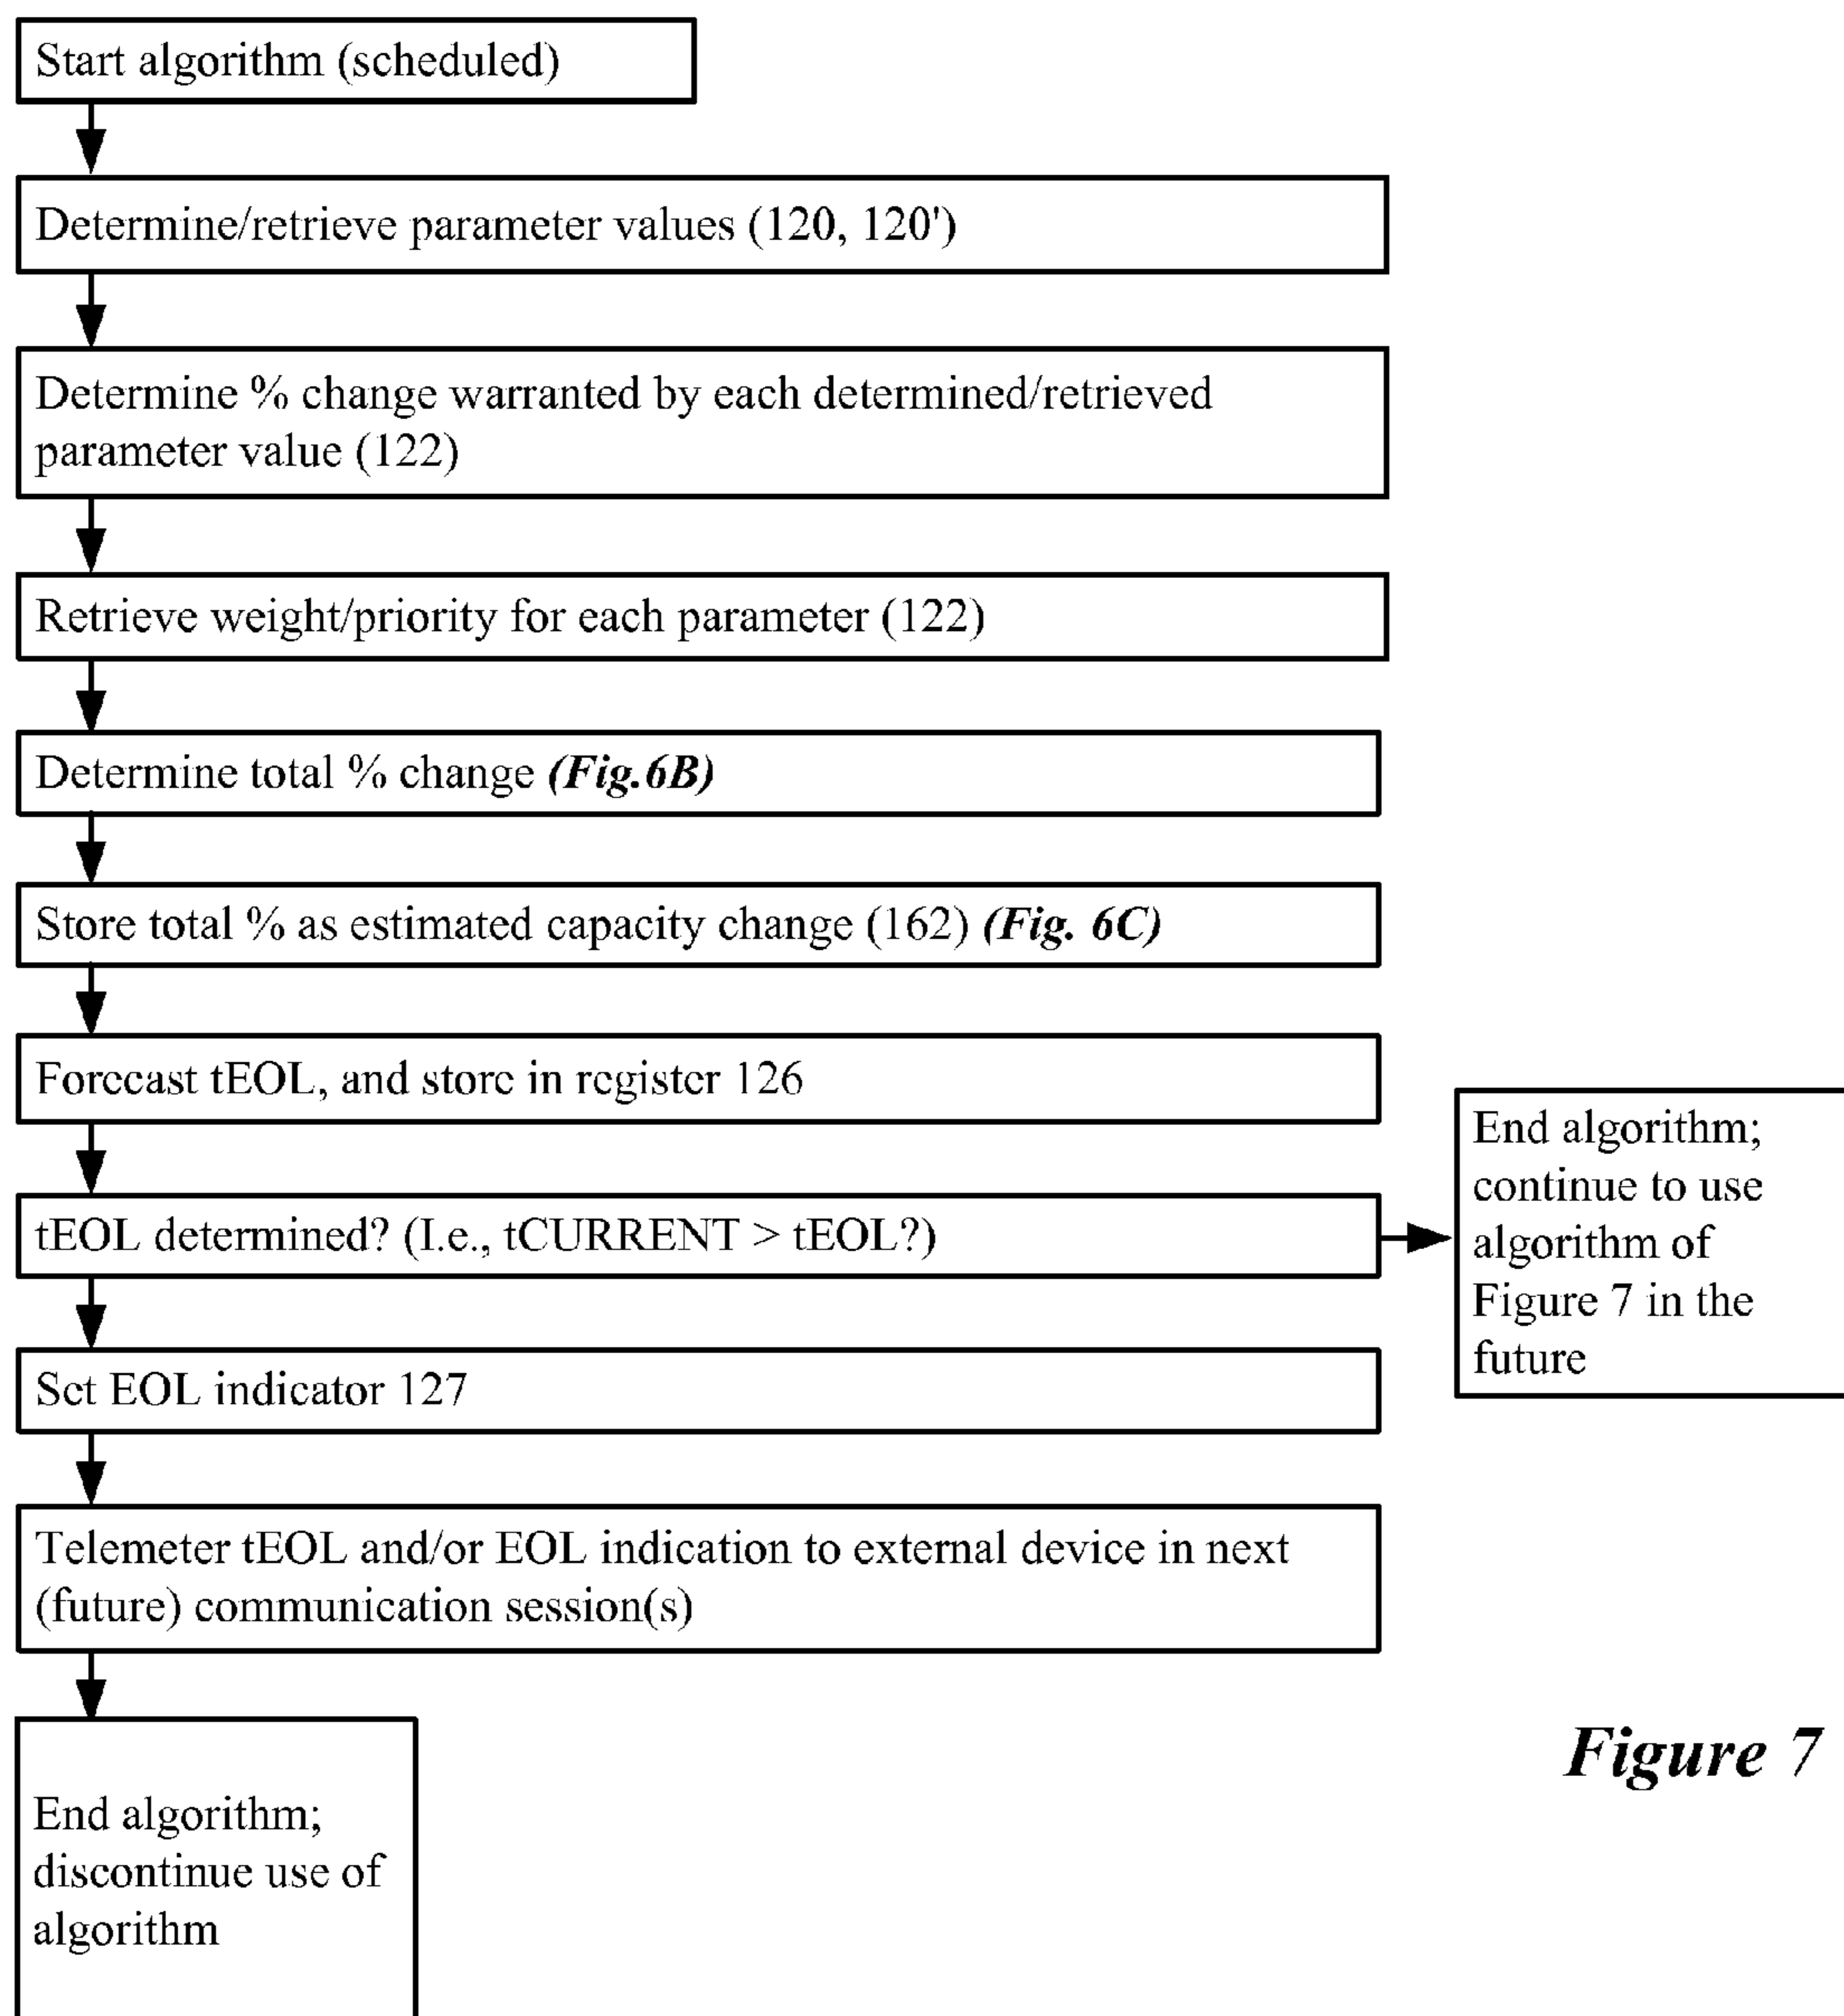 Start algorithm (scheduled)
Determine/retrieve parameter values (120, 120')
Determine % change warranted by each determined/retrieved
parameter value (122)
Retrieve weight/priority for each parameter (122)
Determine total % change (Fig.6B)
Store total % as estimated capacity change (162) (Fig. 6C)
Forecast tEOL, and store in register 126
tEOL determined? (I.e., tCURRENT > tEOL?)
End algorithm;
continue to use
algorithm of
Figure 7 in the
future
Set EOL indicator 127
Telemeter tEOL and/or EOL indication to external device in next
(future) communication session(s)
End algorithm;
discontinue use of
algorithm
Figure 7